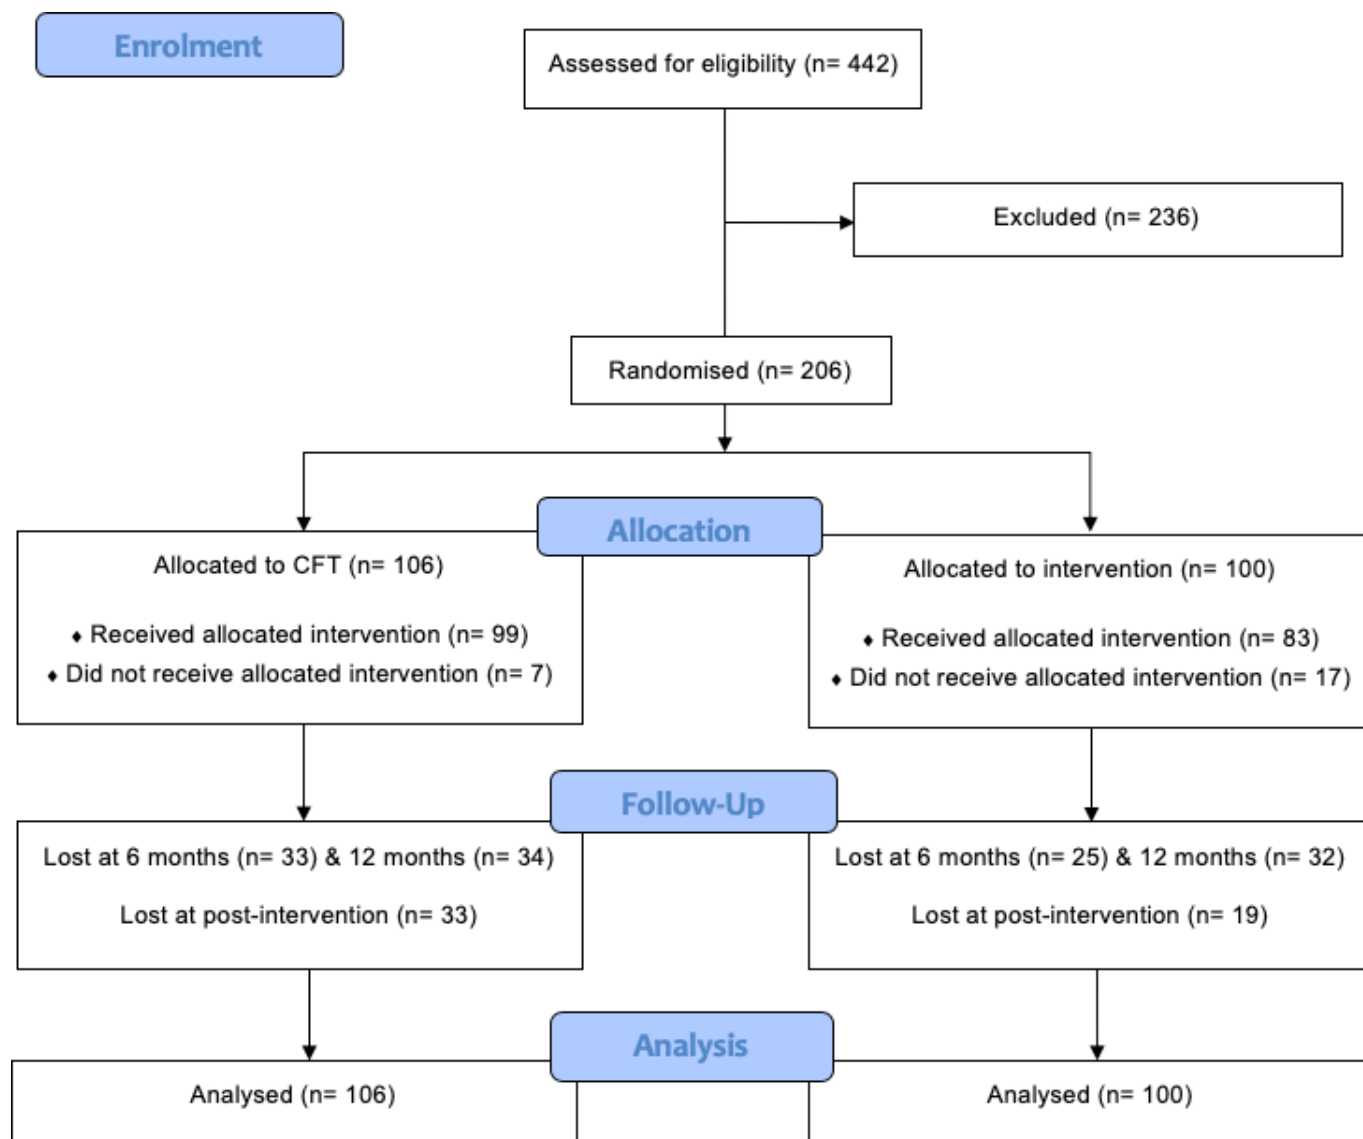 Enrolment
Assessed for eligibility (n= 442)
Excluded (n= 236)
Randomised (n= 206)
Allocation
Allocated to CFT (n= 106)
♦ Received allocated intervention (n= 99)
♦ Did not receive allocated intervention (n= 7)
Allocated to intervention (n= 100)
♦ Received allocated intervention (n= 83)
♦ Did not receive allocated intervention (n= 17)
Follow-Up
Lost at 6 months (n= 33) & 12 months (n= 34)
Lost at post-intervention (n= 33)
Lost at 6 months (n= 25) & 12 months (n= 32)
Lost at post-intervention (n= 19)
Analysis
Analysed (n= 106)
Analysed (n= 100)